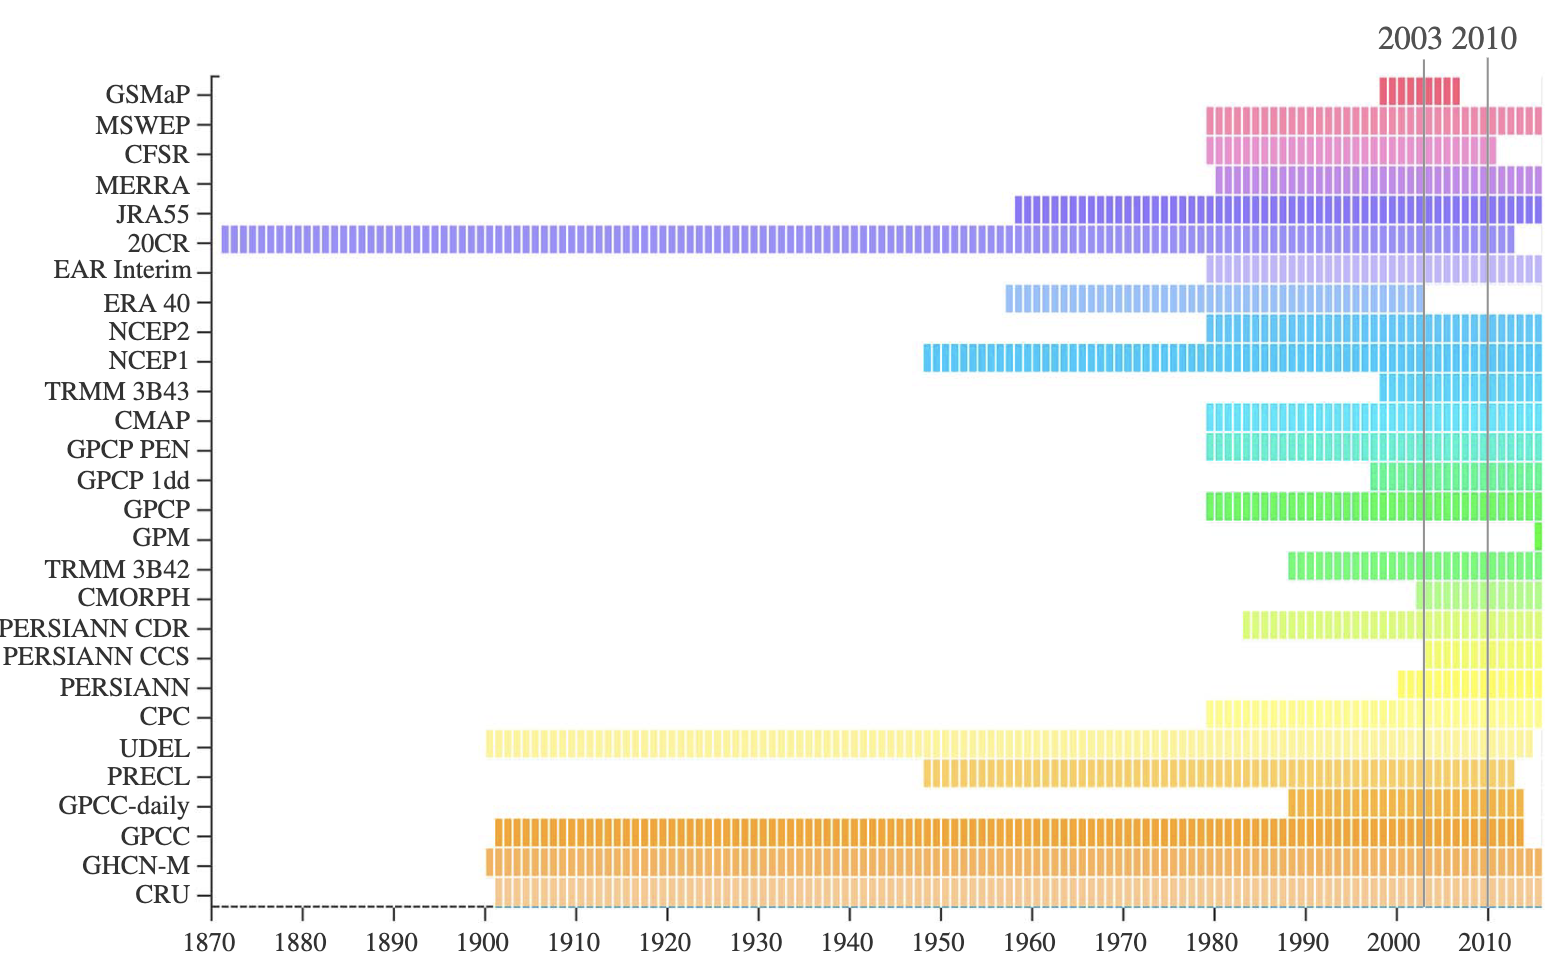 2003 2010
GSMaP
MSWEP
CFSR
MERRA
JRA55
20CR
EAR Interim
ERA 40
NCEP2
NCEP1
TRMM 3B43
CMAP
GPCP PEN
GPCP 1dd
GPCP
GPM
TRMM 3B42
CMORPH
PERSIANN CDR
PERSIANN CCS
PERSIANN
CPC
UDEL
PRECL
GPCC-daily
GPCC
GHCN-M
CRU
1870 1880 1890 1900 1910 1920 1930 1940 1950 1960 1970 1980 1990 2000 2010